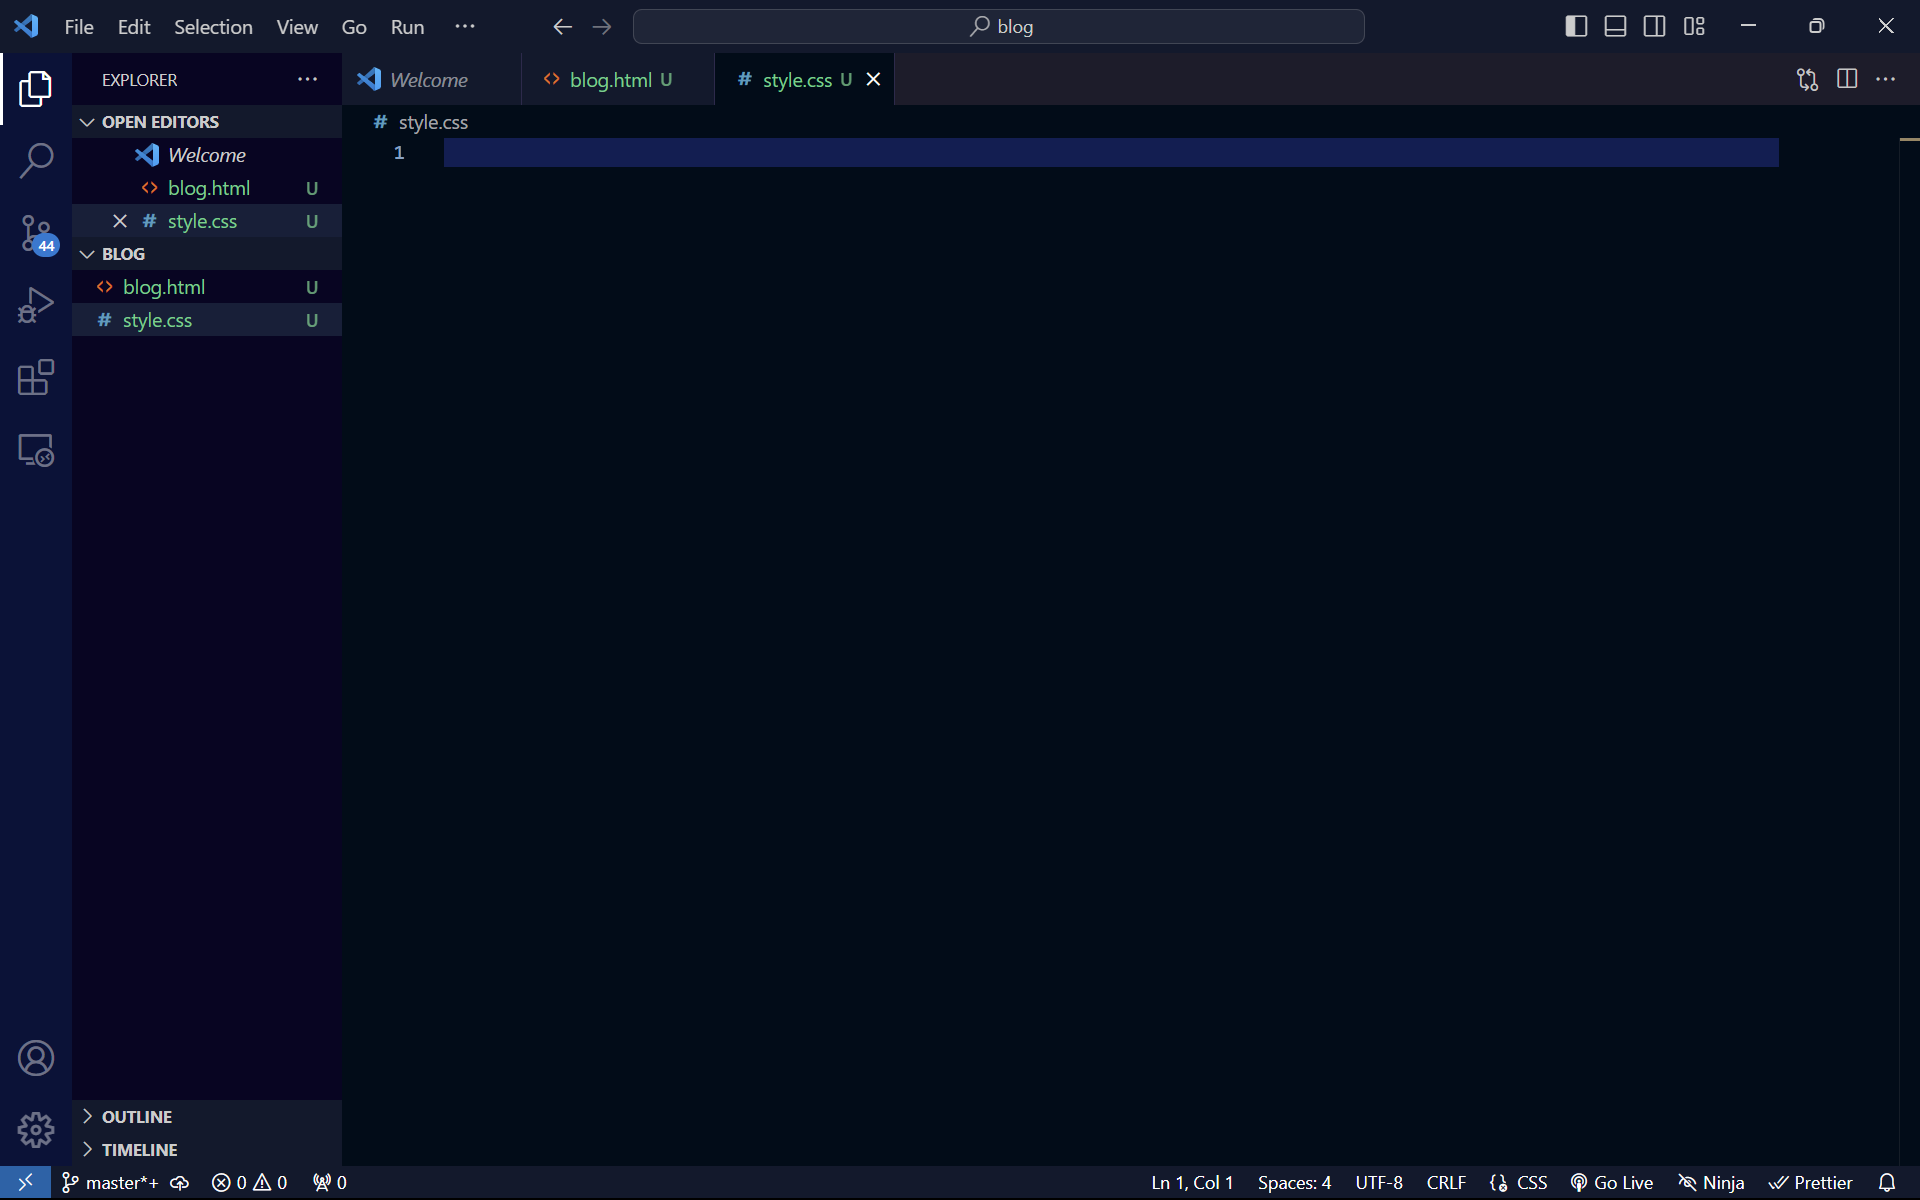 File Edit Selection View Go Run ··· blog
EXPLORER ···
OPEN EDITORS
Welcome
blog.html U
style.css U
BLOG
blog.html U
style.css U
44
OUTLINE
TIMELINE
Welcome blog.html U style.css U
# style.css
1
master*+ 0 0 0 Ln 1, Col 1 Spaces: 4 UTF-8 CRLF CSS Go Live Ninja Prettier